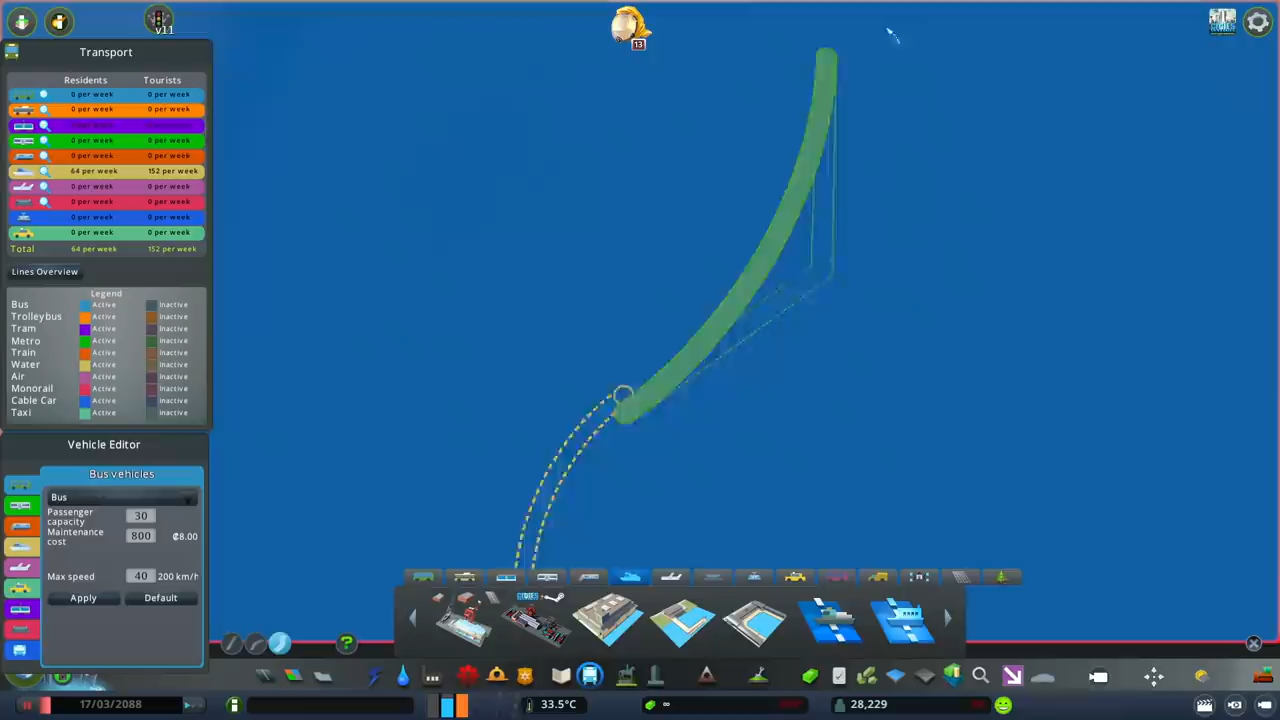 v11
13
Transport
Residents Tourists
0 per week 0 per week
0 per week 0 per week
0 per week 0 per week
0 per week 0 per week
64 per week 152 per week
0 per week 0 per week
0 per week 0 per week
0 per week 0 per week
0 per week 0 per week
Total 64 per week 152 per week
Lines Overview
Legend
Bus Active Inactive
Trolleybus Active Inactive
Tram Active Inactive
Metro Active Inactive
Train Active Inactive
Water Active Inactive
Air Active Inactive
Monorail Active Inactive
Cable Car Active Inactive
Taxi Active Inactive
Vehicle Editor
Bus vehicles
Bus
Passenger capacity 30
Maintenance cost 800 ₡8.00
Max speed 40 200 km/h
Apply Default
?
17/03/2088
33.5°C
∞
28,229